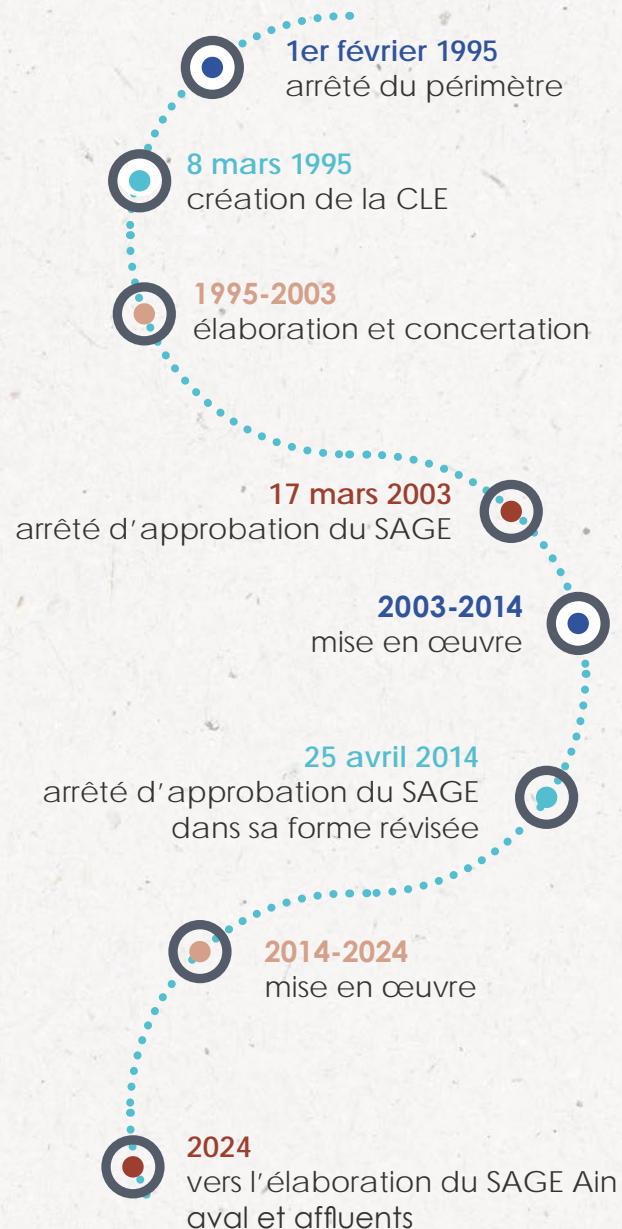 1er février 1995
arrêté du périmètre
8 mars 1995
création de la CLE
1995-2003
élaboration et concertation
17 mars 2003
arrêté d'approbation du SAGE
2003-2014
mise en œuvre
25 avril 2014
arrêté d'approbation du SAGE
dans sa forme révisée
2014-2024
mise en œuvre
2024
vers l'élaboration du SAGE Ain
aval et affluents